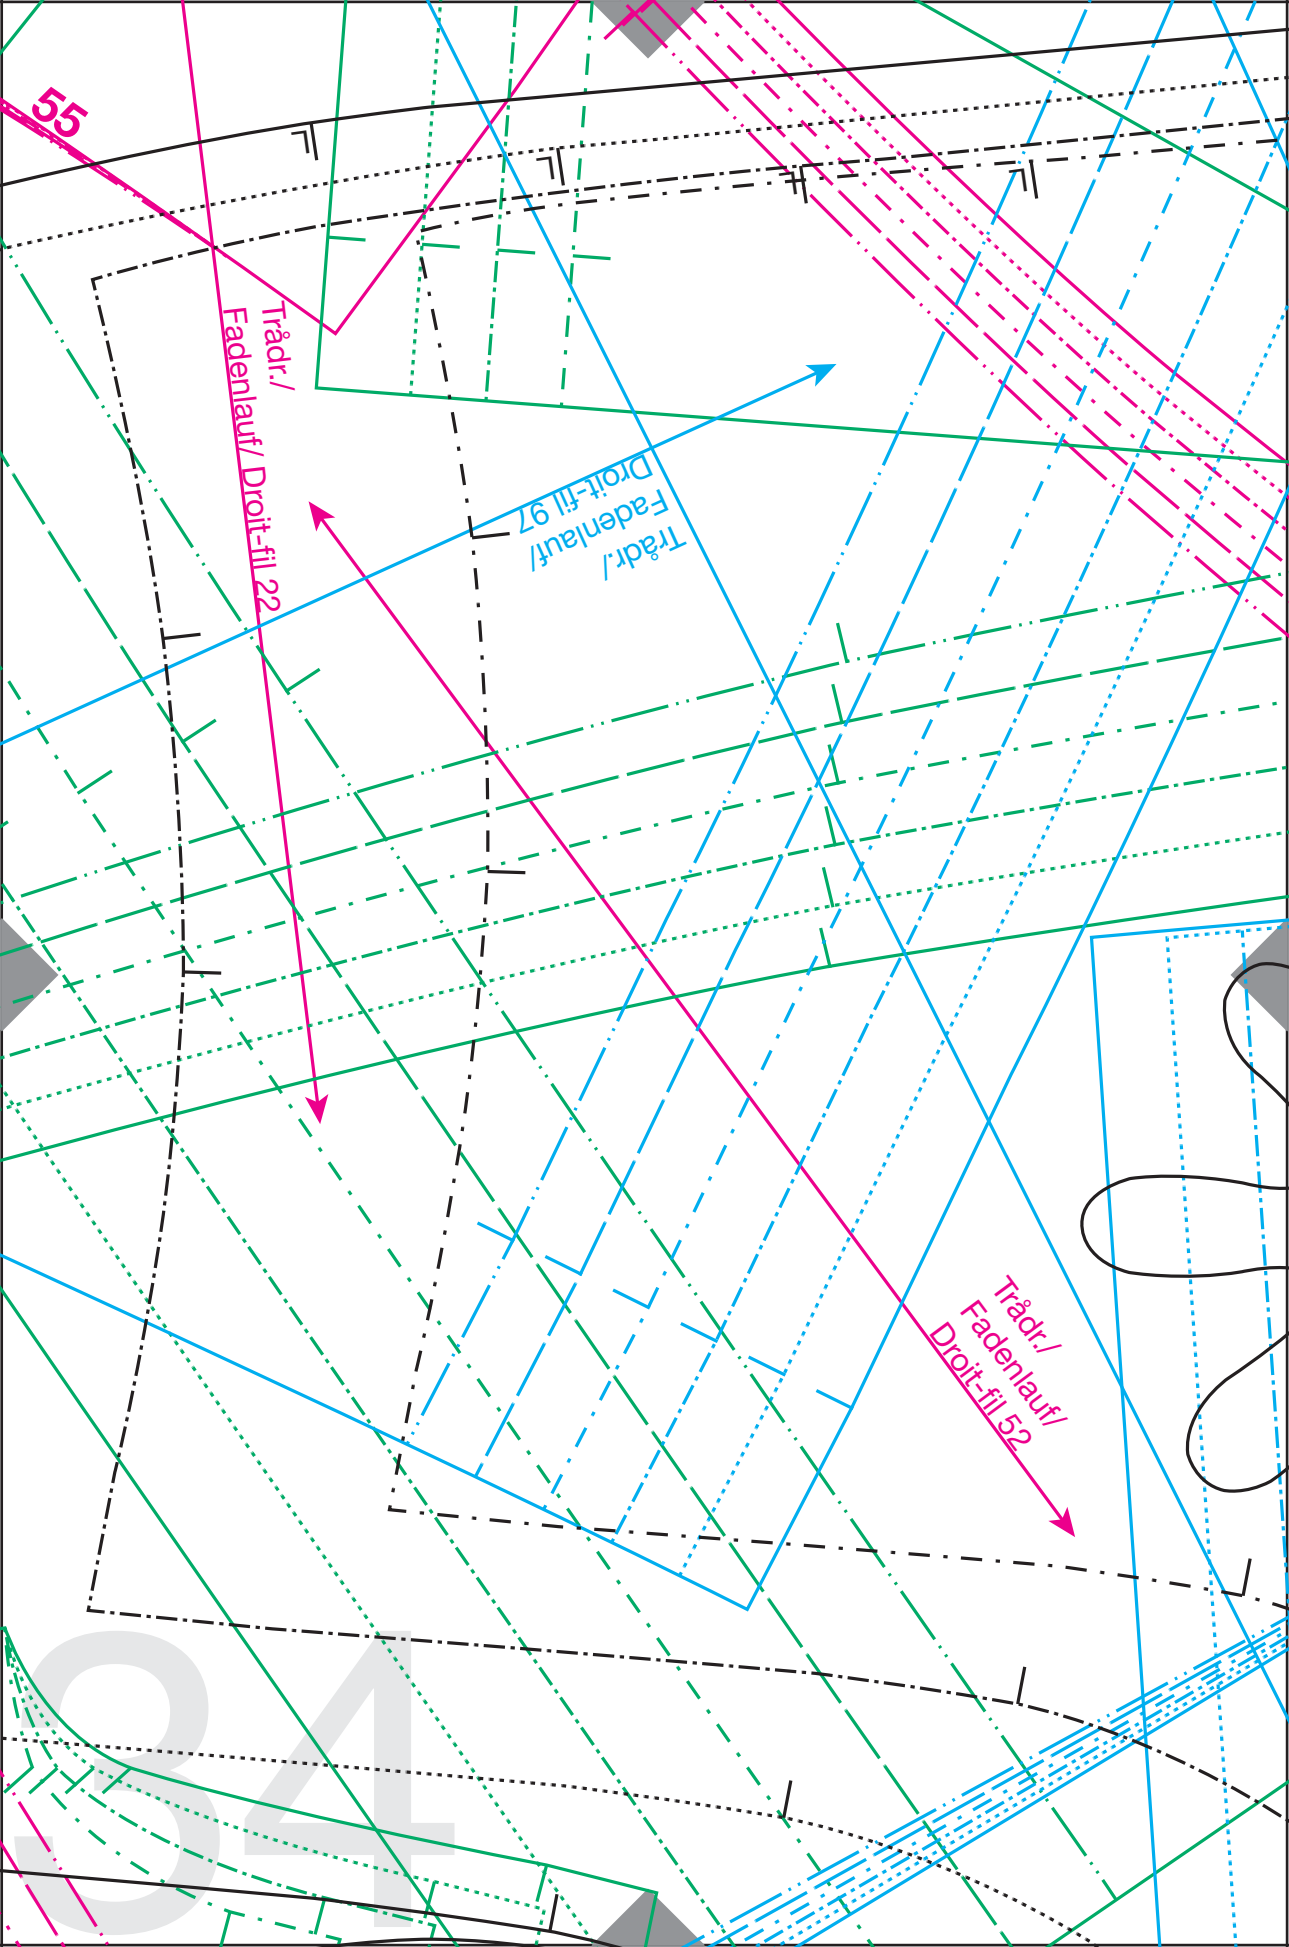 55
Trådr./
Fadenlauf/ Droit-fil 22
Trådr./
Fadenlauf/
Droit-fil 97
Trådr./
Fadenlauf/
Droit-fil 52
34